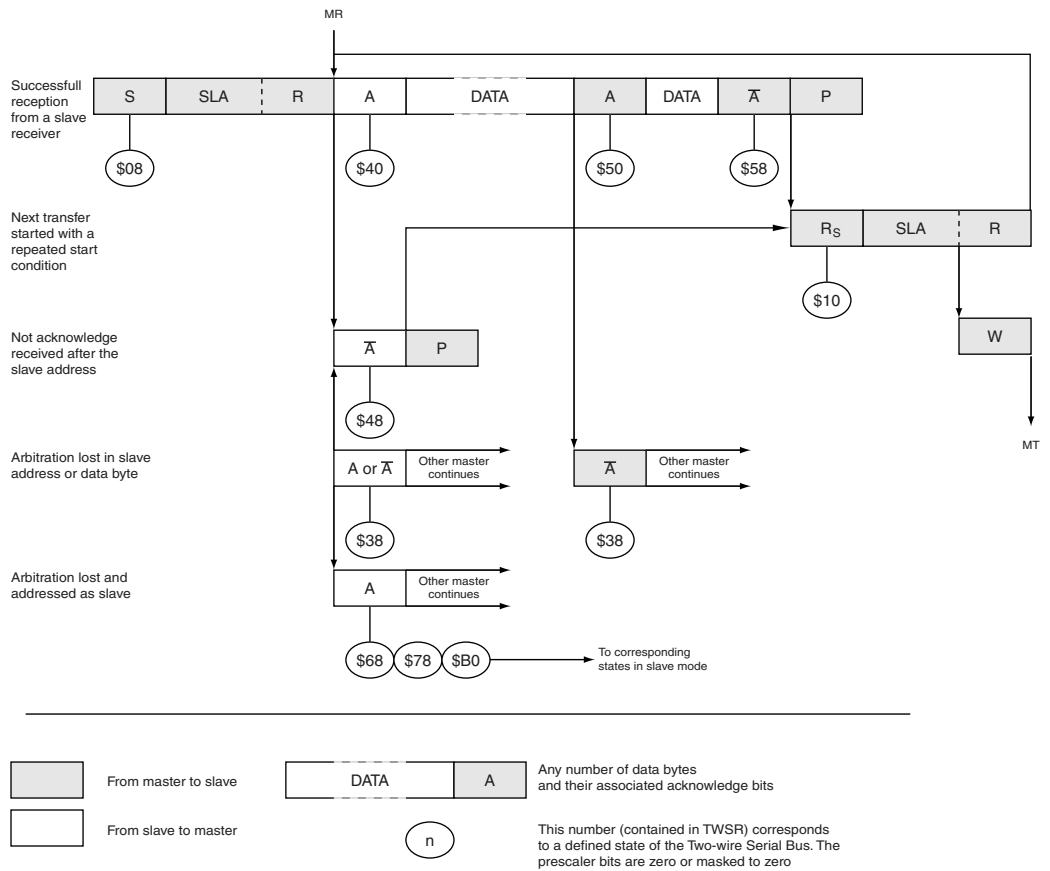 MR
Successfull
reception
from a slave
receiver
S SLA R A DATA A DATA A̅ P
$08 $40 $50 $58
Next transfer
started with a
repeated start
condition
RS SLA R
$10
Not acknowledge
received after the
slave address
A̅ P
W
$48
MT
Arbitration lost in slave
address or data byte
A or A̅
Other master
continues
A̅
Other master
continues
$38 $38
Arbitration lost and
addressed as slave
A
Other master
continues
$68 $78 $B0
To corresponding
states in slave mode
From master to slave
DATA A
Any number of data bytes
and their associated acknowledge bits
From slave to master
n
This number (contained in TWSR) corresponds
to a defined state of the Two-wire Serial Bus. The
prescaler bits are zero or masked to zero